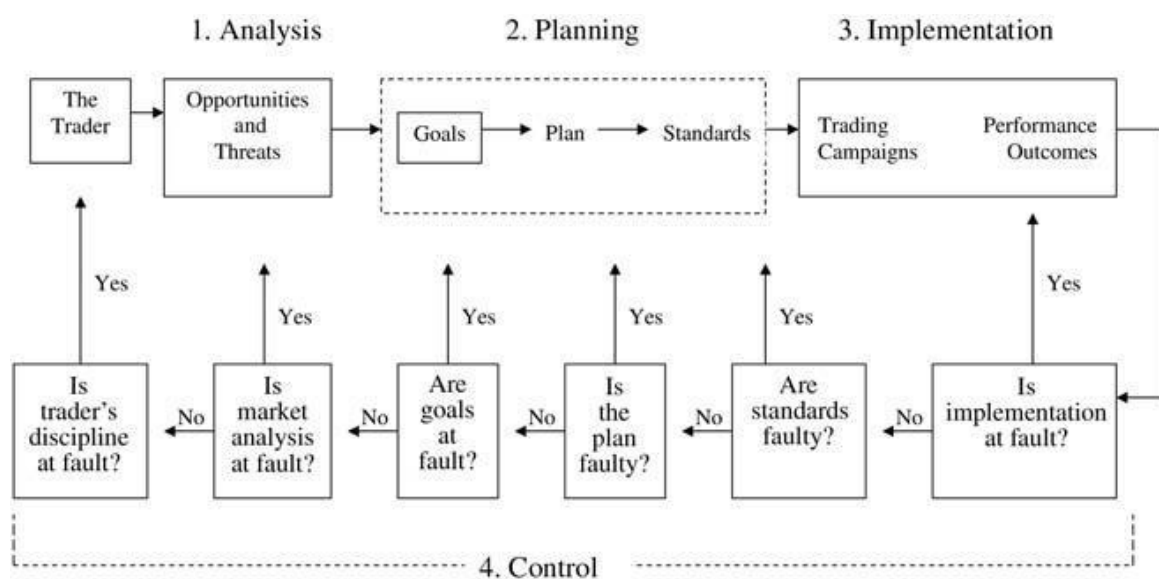 1. Analysis
2. Planning
3. Implementation
The
Trader
Opportunities
and
Threats
Goals
Plan
Standards
Trading
Campaigns
Performance
Outcomes
Yes
Yes
Yes
Yes
Yes
Yes
Is
trader's
discipline
at fault?
No
Is
market
analysis
at fault?
No
Are
goals
at
fault?
No
Is
the
plan
faulty?
No
Are
standards
faulty?
No
Is
implementation
at fault?
4. Control